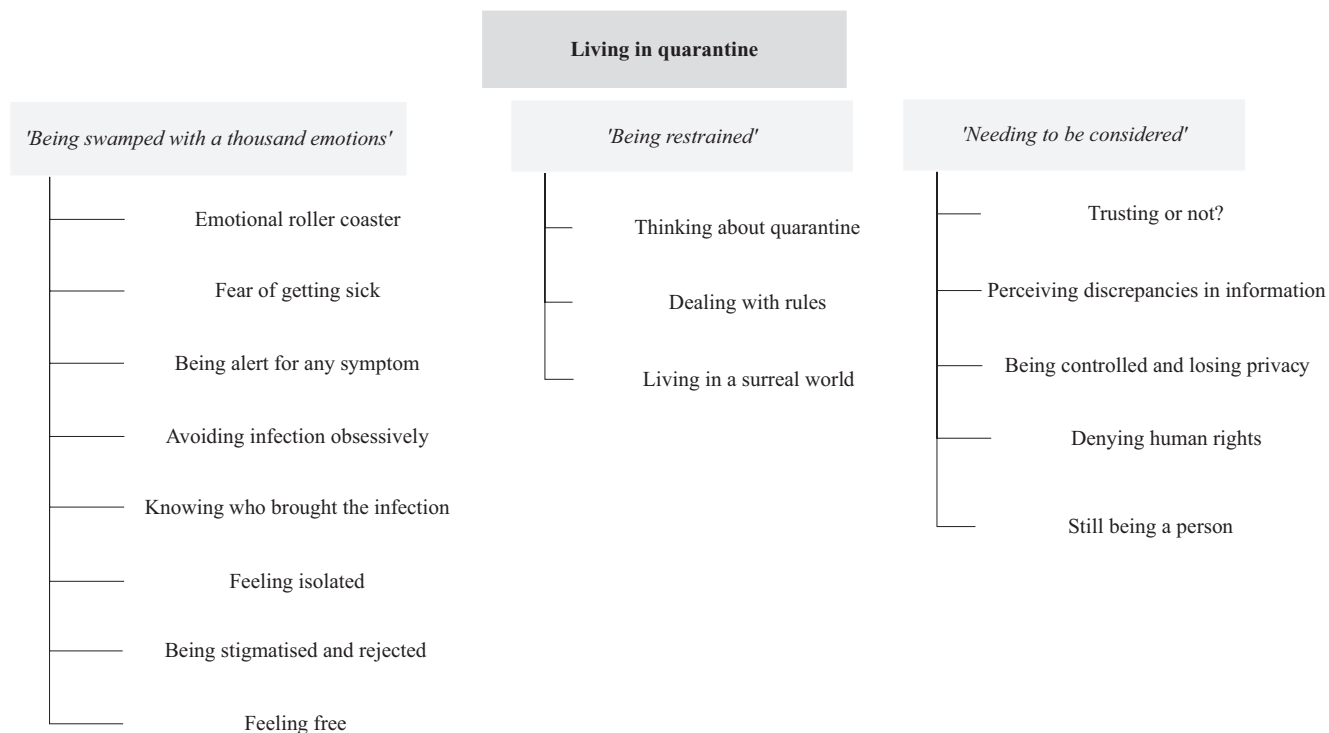 Living in quarantine
'Being swamped with a thousand emotions'
Emotional roller coaster
Fear of getting sick
Being alert for any symptom
Avoiding infection obsessively
Knowing who brought the infection
Feeling isolated
Being stigmatised and rejected
Feeling free
'Being restrained'
Thinking about quarantine
Dealing with rules
Living in a surreal world
'Needing to be considered'
Trusting or not?
Perceiving discrepancies in information
Being controlled and losing privacy
Denying human rights
Still being a person